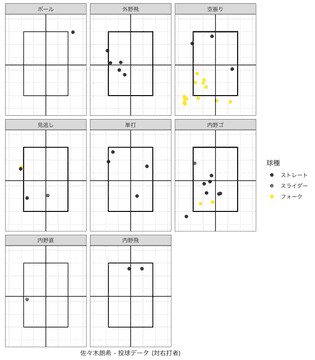 ボール
外野飛
空振り
見逃し
単打
内野ゴ
内野直
内野飛
球種
ストレート
スライダー
フォーク
佐々木朗希 - 投球データ (対右打者)